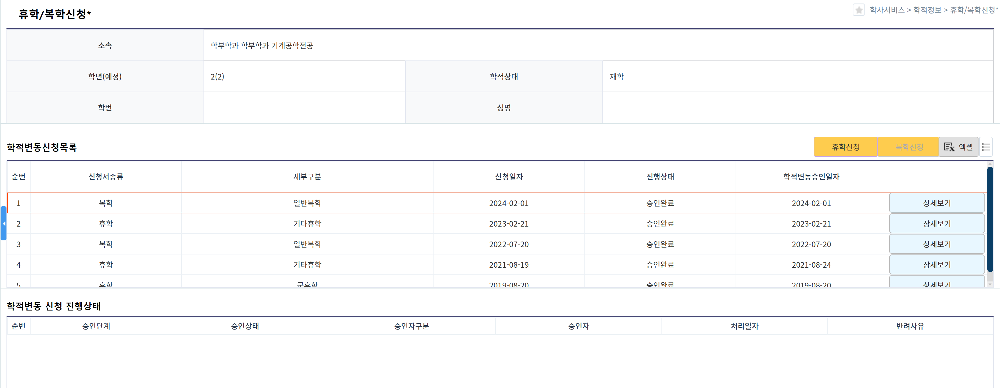 휴학/복학신청*
학사서비스 > 학적정보 > 휴학/복학신청*
소속 학부학과 학부학과 기계공학전공
학년(예정) 2(2) 학적상태 재학
학번 성명
학적변동신청목록
휴학신청 복학신청 엑셀
순번 신청서종류 세부구분 신청일자 진행상태 학적변동승인일자
1 복학 일반복학 2024-02-01 승인완료 2024-02-01 상세보기
2 휴학 기타휴학 2023-02-21 승인완료 2023-02-21 상세보기
3 복학 일반복학 2022-07-20 승인완료 2022-07-20 상세보기
4 휴학 기타휴학 2021-08-19 승인완료 2021-08-24 상세보기
5 휴학 군휴학 2019-08-20 승인완료 2019-08-20 상세보기
학적변동 신청 진행상태
순번 승인단계 승인상태 승인자구분 승인자 처리일자 반려사유